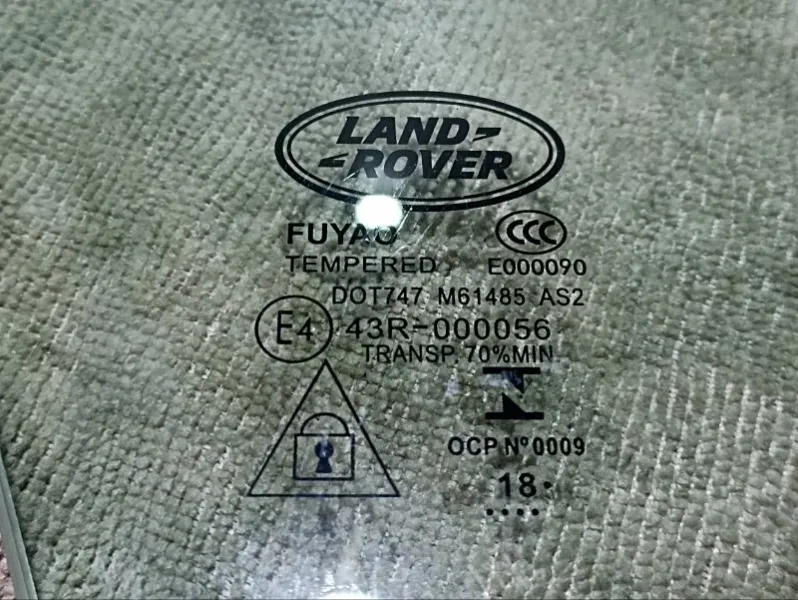 LAND
ROVER
FUYAO
TEMPERED
E000090
DOT747 M61485 AS2
E4
43R-000056
TRANSP. 70%MIN
OCP Nº0009
18